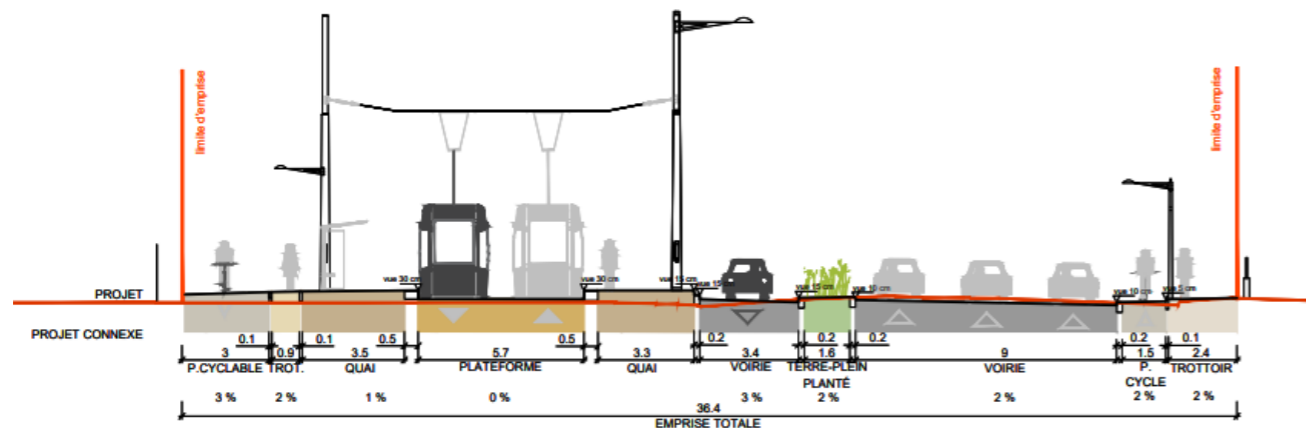 limite d'emprise
limite d'emprise
vue 30 cm
vue 30 cm
vue 15 cm
vue 15 cm
vue 15 cm
vue 10 cm
vue 10 cm
vue 5 cm
PROJET
PROJET CONNEXE
0.1 0.1 0.5 0.5 0.2 0.2 0.2 0.2 0.1
3 0.9 3.5 5.7 3.3 3.4 1.6 9 1.5 2.4
P.CYCLABLE TROT. QUAI PLATEFORME QUAI VOIRIE TERRE-PLEIN VOIRIE P. TROTTOIR
PLANTÉ CYCLE
3 % 2 % 1 % 0 % 3 % 2 % 2 % 2 % 2 %
36.4
EMPRISE TOTALE